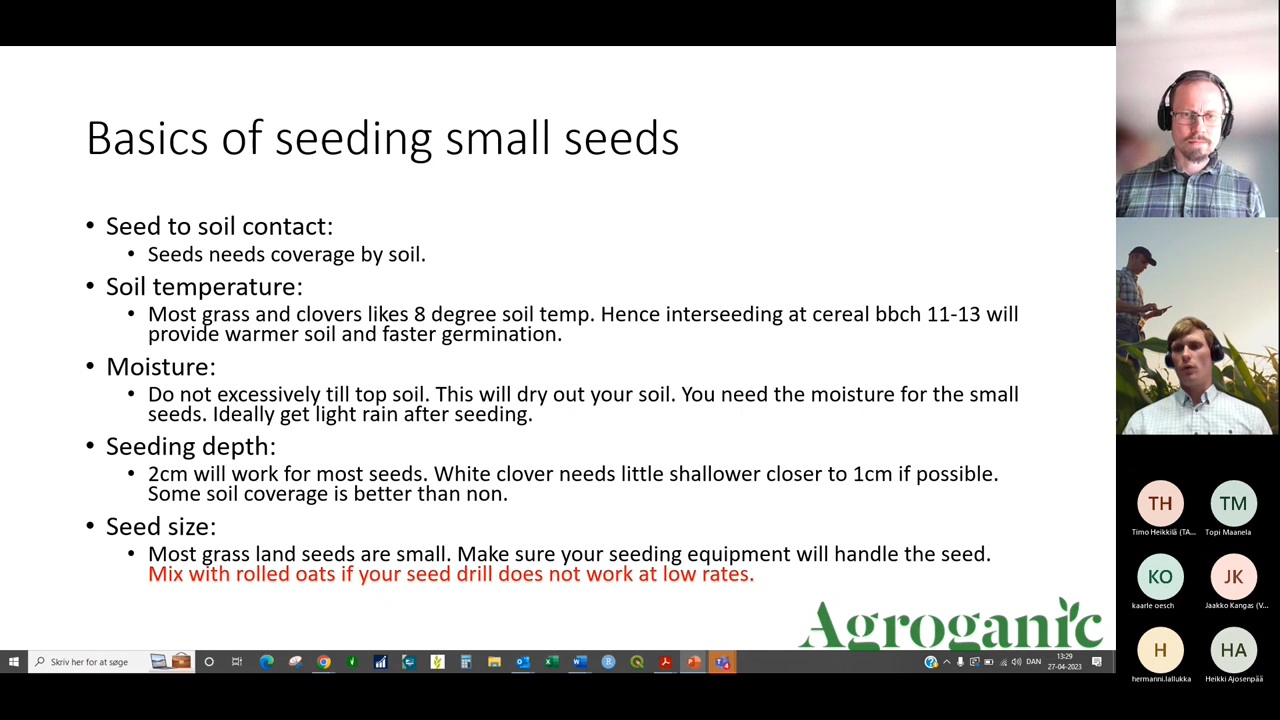 Basics of seeding small seeds
• Seed to soil contact:
• Seeds needs coverage by soil.
• Soil temperature:
• Most grass and clovers likes 8 degree soil temp. Hence interseeding at cereal bbch 11-13 will
provide warmer soil and faster germination.
• Moisture:
• Do not excessively till top soil. This will dry out your soil. You need the moisture for the small
seeds. Ideally get light rain after seeding.
• Seeding depth:
• 2cm will work for most seeds. White clover needs little shallower closer to 1cm if possible.
Some soil coverage is better than non.
• Seed size:
• Most grass land seeds are small. Make sure your seeding equipment will handle the seed.
Mix with rolled oats if your seed drill does not work at low rates.
Agroganic
Skriv her for at søge
DAN
13:29
27-04-2023
TH
TM
Timo Heikkilä (TA...
Topi Maanela
KO
JK
kaarle oesch
Jaakko Kangas (V...
H
HA
hermanni.lallukka
Heikki Ajosenpää